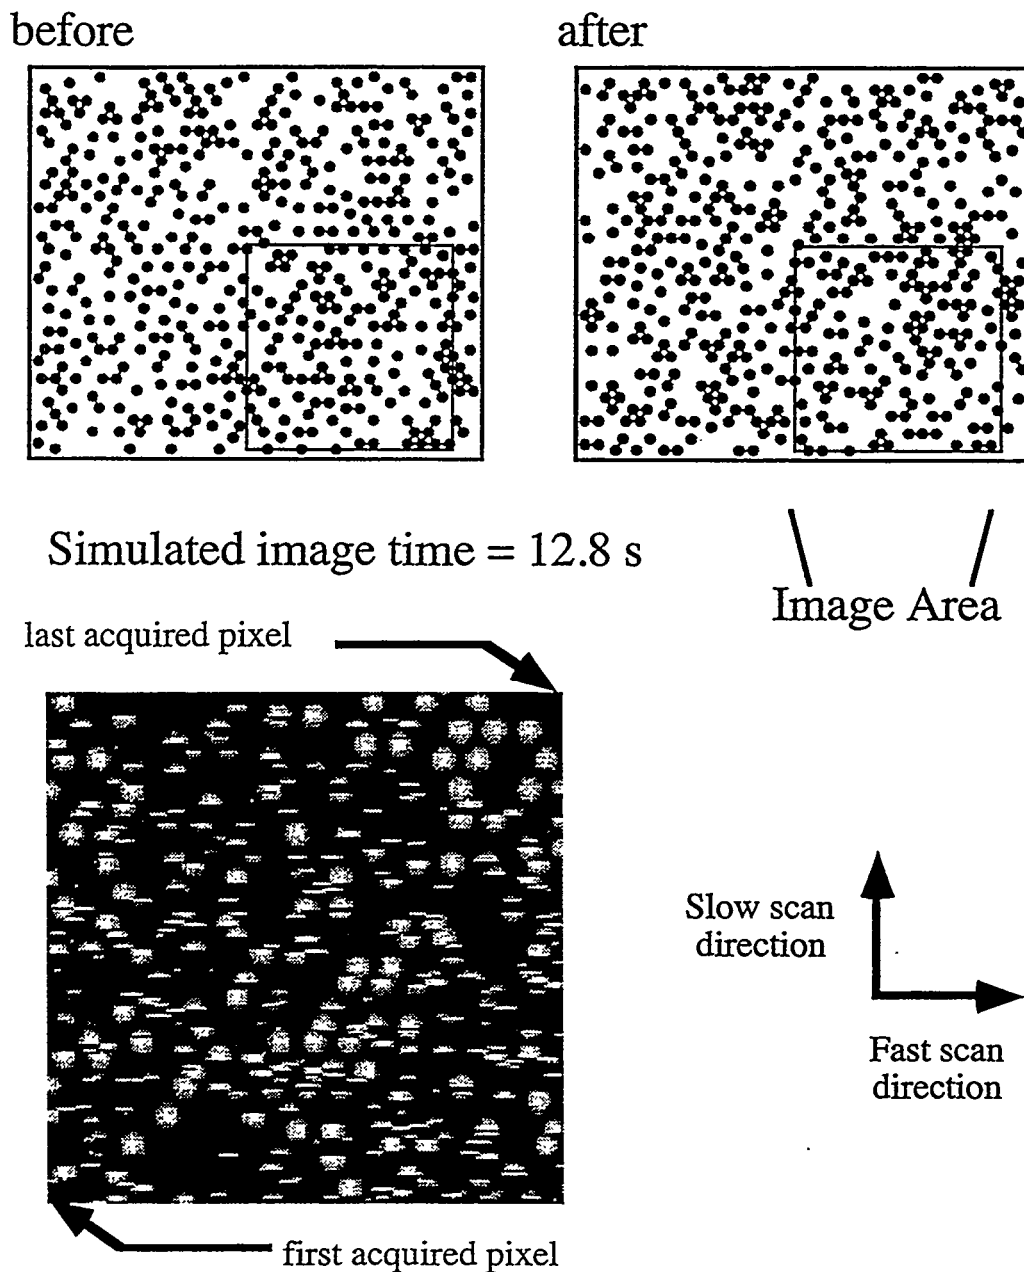 before
after
Simulated image time = 12.8 s
Image Area
last acquired pixel
Slow scan
direction
Fast scan
direction
first acquired pixel